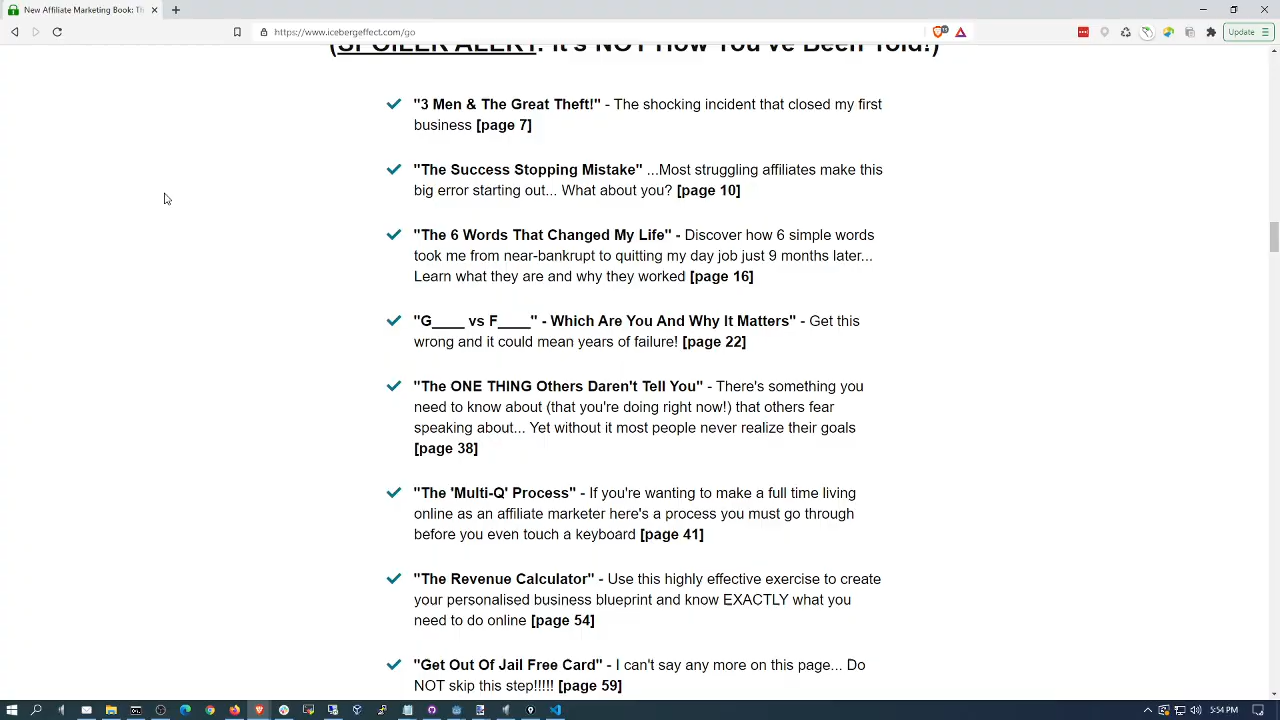 New Affiliate Marketing Book: Th
https://www.icebergeffect.com/go
Update
(SPOILER ALERT: It's NOT How You've Been Told!)
"3 Men & The Great Theft!" - The shocking incident that closed my first
business [page 7]
"The Success Stopping Mistake" ...Most struggling affiliates make this
big error starting out... What about you? [page 10]
"The 6 Words That Changed My Life" - Discover how 6 simple words
took me from near-bankrupt to quitting my day job just 9 months later...
Learn what they are and why they worked [page 16]
"G____ vs F____" - Which Are You And Why It Matters" - Get this
wrong and it could mean years of failure! [page 22]
"The ONE THING Others Daren't Tell You" - There's something you
need to know about (that you're doing right now!) that others fear
speaking about... Yet without it most people never realize their goals
[page 38]
"The 'Multi-Q' Process" - If you're wanting to make a full time living
online as an affiliate marketer here's a process you must go through
before you even touch a keyboard [page 41]
"The Revenue Calculator" - Use this highly effective exercise to create
your personalised business blueprint and know EXACTLY what you
need to do online [page 54]
"Get Out Of Jail Free Card" - I can't say any more on this page... Do
NOT skip this step!!!!! [page 59]
5:54 PM